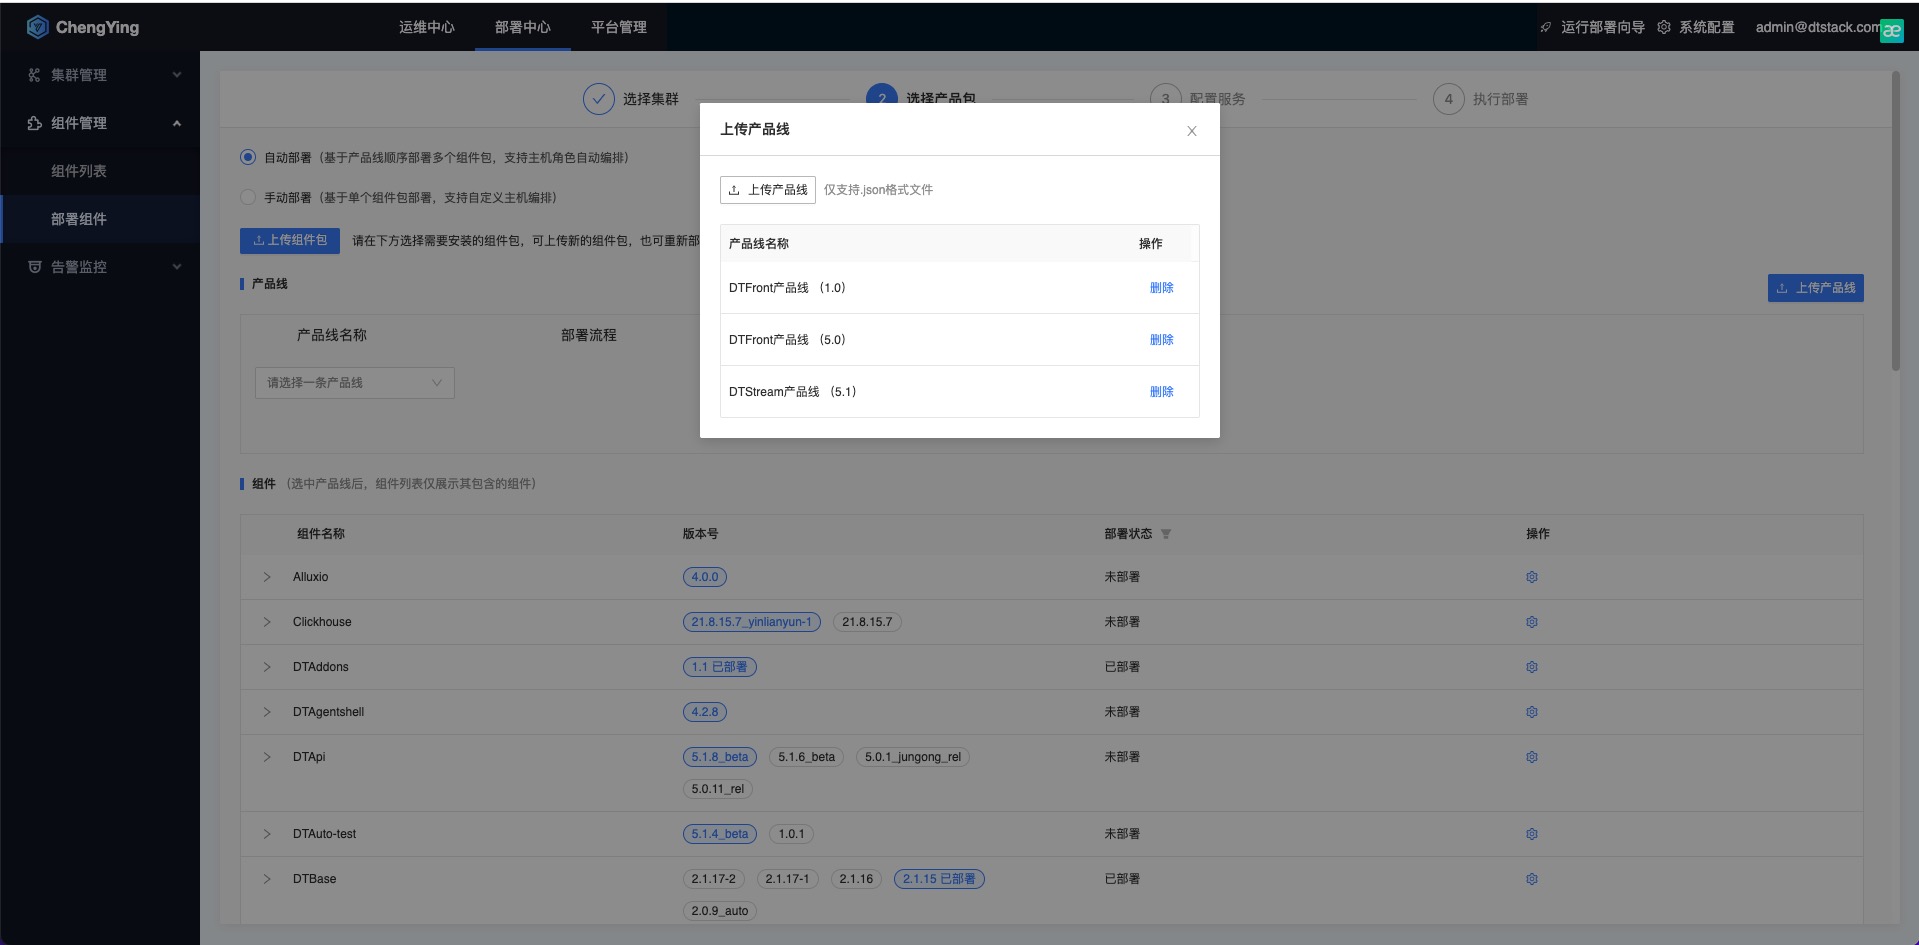 ChengYing
运维中心
部署中心
平台管理
运行部署向导
系统配置
admin@dtstack.com
æ
集群管理
组件管理
组件列表
部署组件
告警监控
选择集群
2 选择产品包
3 配置服务
4 执行部署
自动部署（基于产品线顺序部署多个组件包，支持主机角色自动编排）
手动部署（基于单个组件包部署，支持自定义主机编排）
上传组件包 请在下方选择需要安装的组件包，可上传新的组件包，也可重新部
产品线
上传产品线
产品线名称 部署流程
请选择一条产品线
上传产品线
上传产品线 仅支持.json格式文件
产品线名称 操作
DTFront产品线 （1.0） 删除
DTFront产品线 （5.0） 删除
DTStream产品线 （5.1） 删除
组件 （选中产品线后，组件列表仅展示其包含的组件）
组件名称 版本号 部署状态 操作
Alluxio 4.0.0 未部署
Clickhouse 21.8.15.7_yinlianyun-1 21.8.15.7 未部署
DTAddons 1.1 已部署 已部署
DTAgentshell 4.2.8 未部署
DTApi 5.1.8_beta 5.1.6_beta 5.0.1_jungong_rel 未部署
5.0.11_rel
DTAuto-test 5.1.4_beta 1.0.1 未部署
DTBase 2.1.17-2 2.1.17-1 2.1.16 2.1.15 已部署 已部署
2.0.9_auto